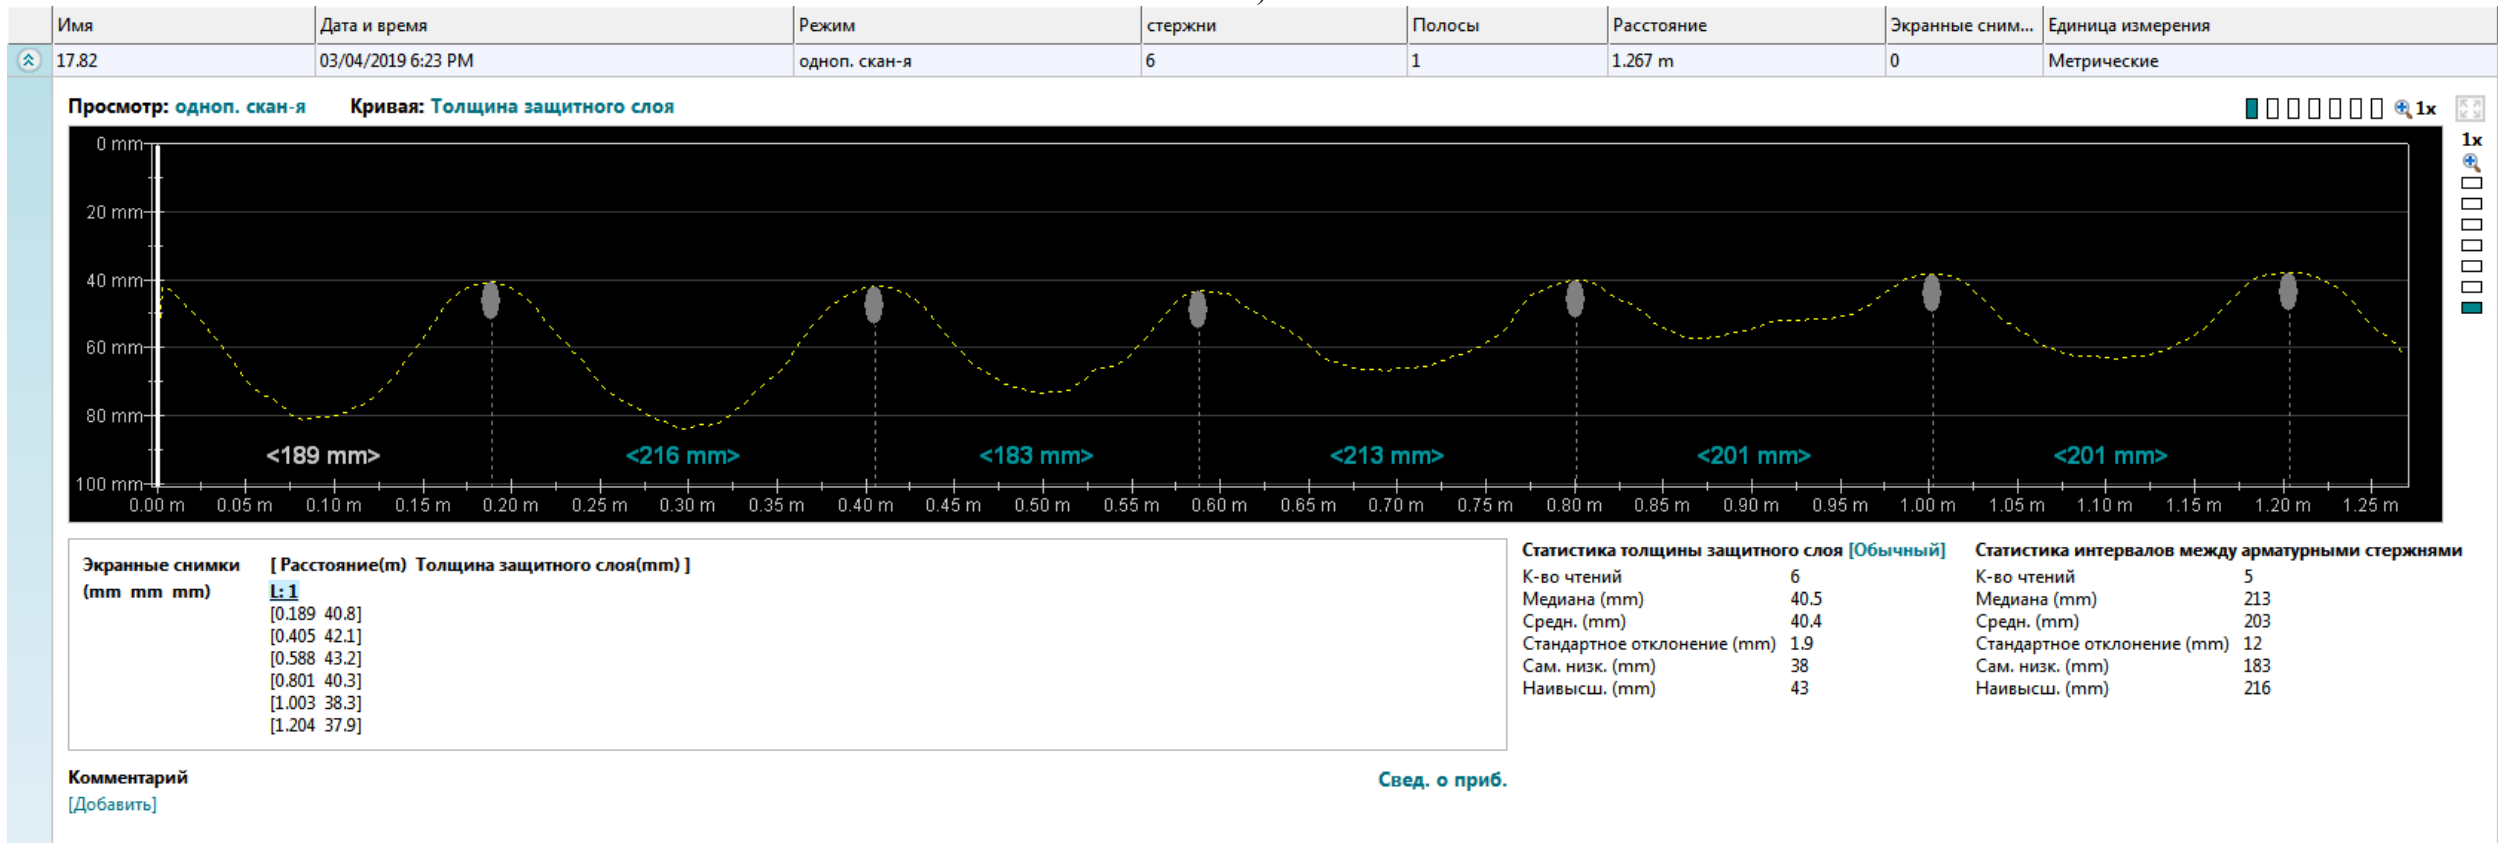 Имя Дата и время Режим стержни Полосы Расстояние Экранные сним... Единица измерения
17.82 03/04/2019 6:23 PM одноп. скан-я 6 1 1.267 m 0 Метрические
Просмотр: одноп. скан-я Кривая: Толщина защитного слоя 1x
1x
0 mm
20 mm
40 mm
60 mm
80 mm
<189 mm> <216 mm> <183 mm> <213 mm> <201 mm> <201 mm>
100 mm
0.00 m 0.05 m 0.10 m 0.15 m 0.20 m 0.25 m 0.30 m 0.35 m 0.40 m 0.45 m 0.50 m 0.55 m 0.60 m 0.65 m 0.70 m 0.75 m 0.80 m 0.85 m 0.90 m 0.95 m 1.00 m 1.05 m 1.10 m 1.15 m 1.20 m 1.25 m
Экранные снимки [ Расстояние(m) Толщина защитного слоя(mm) ]
(mm mm mm) L: 1
[0.189 40.8]
[0.405 42.1]
[0.588 43.2]
[0.801 40.3]
[1.003 38.3]
[1.204 37.9]
Статистика толщины защитного слоя [Обычный]
К-во чтений 6
Медиана (mm) 40.5
Средн. (mm) 40.4
Стандартное отклонение (mm) 1.9
Сам. низк. (mm) 38
Наивысш. (mm) 43
Статистика интервалов между арматурными стержнями
К-во чтений 5
Медиана (mm) 213
Средн. (mm) 203
Стандартное отклонение (mm) 12
Сам. низк. (mm) 183
Наивысш. (mm) 216
Комментарий Свед. о приб.
[Добавить]